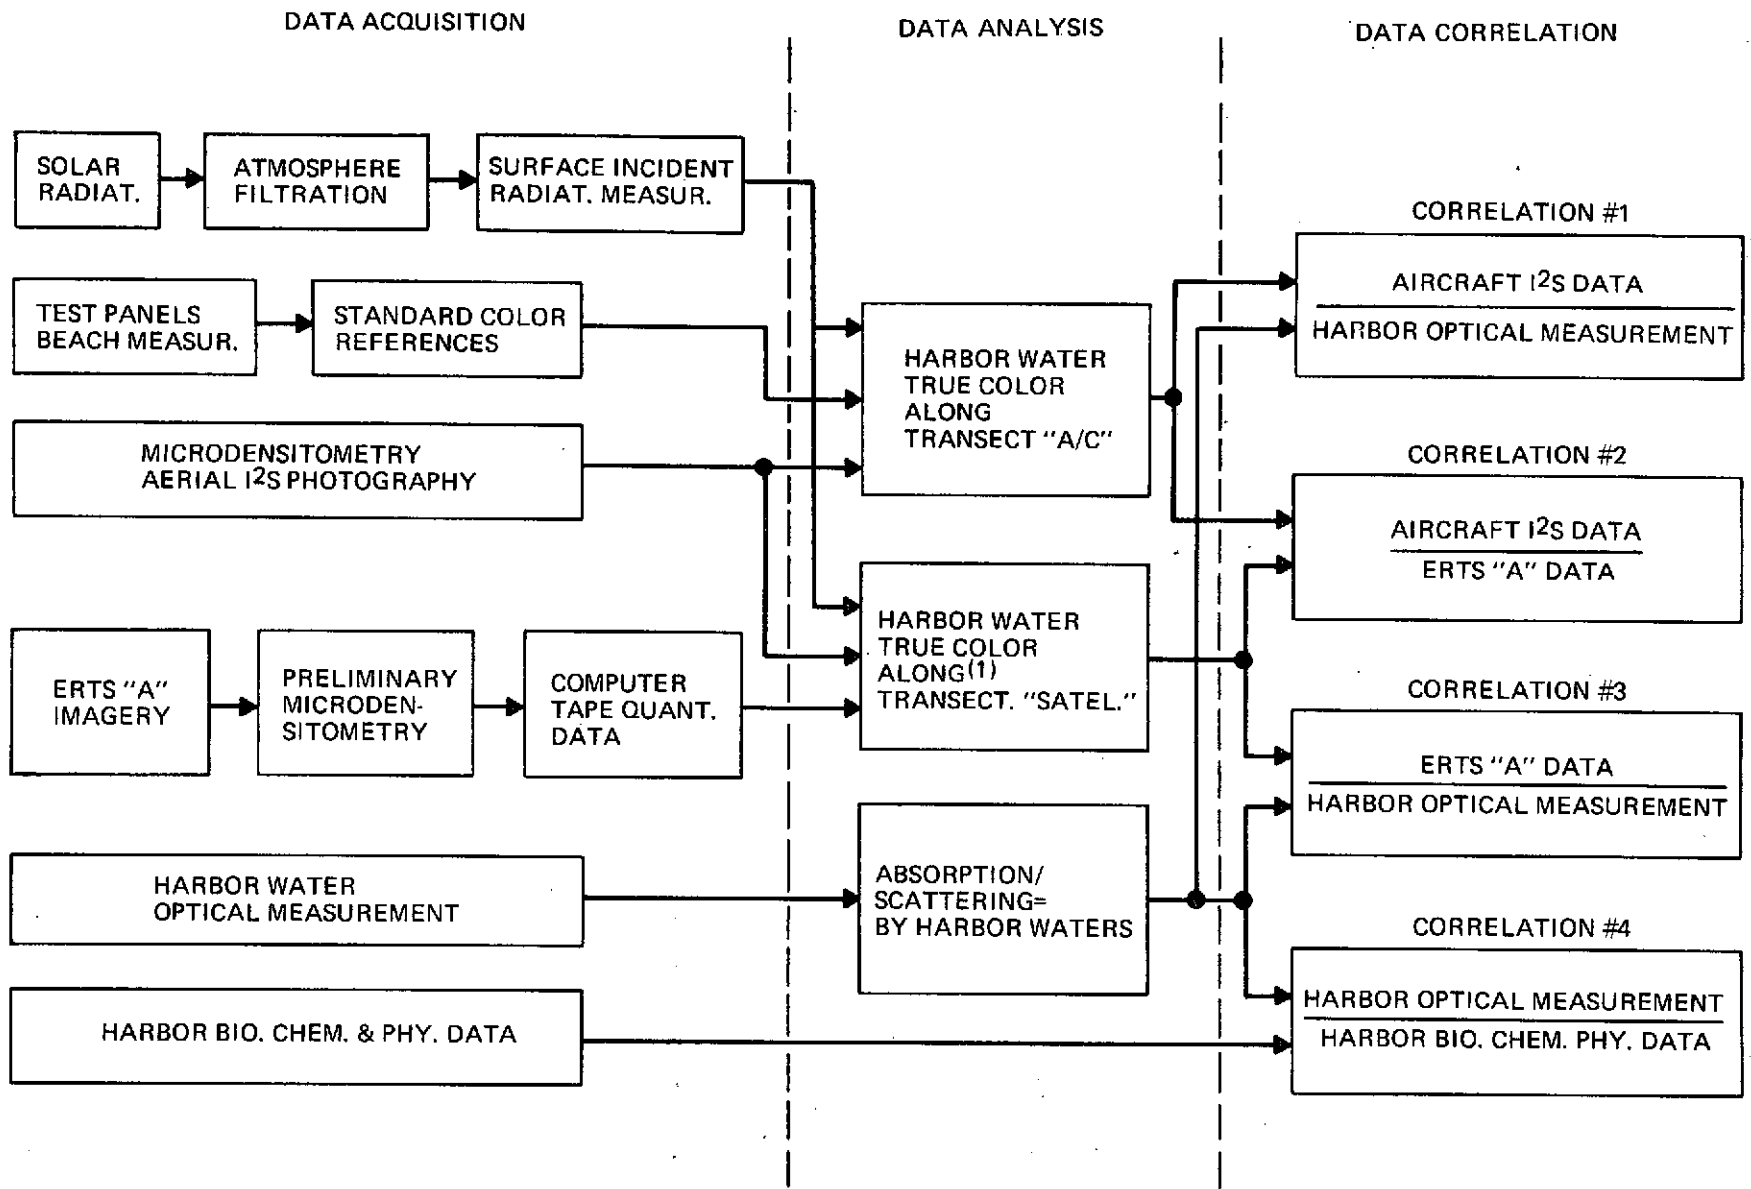 DATA ACQUISITION
DATA ANALYSIS
DATA CORRELATION
SOLAR
RADIAT.
ATMOSPHERE
FILTRATION
SURFACE INCIDENT
RADIAT. MEASUR.
TEST PANELS
BEACH MEASUR.
STANDARD COLOR
REFERENCES
MICRODENSITOMETRY
AERIAL I²S PHOTOGRAPHY
ERTS "A"
IMAGERY
PRELIMINARY
MICRODEN-
SITOMETRY
COMPUTER
TAPE QUANT.
DATA
HARBOR WATER
OPTICAL MEASUREMENT
HARBOR BIO. CHEM. & PHY. DATA
HARBOR WATER
TRUE COLOR
ALONG
TRANSECT "A/C"
HARBOR WATER
TRUE COLOR
ALONG(1)
TRANSECT. "SATEL."
ABSORPTION/
SCATTERING=
BY HARBOR WATERS
CORRELATION #1
AIRCRAFT I²S DATA
HARBOR OPTICAL MEASUREMENT
CORRELATION #2
AIRCRAFT I²S DATA
ERTS "A" DATA
CORRELATION #3
ERTS "A" DATA
HARBOR OPTICAL MEASUREMENT
CORRELATION #4
HARBOR OPTICAL MEASUREMENT
HARBOR BIO. CHEM. PHY. DATA